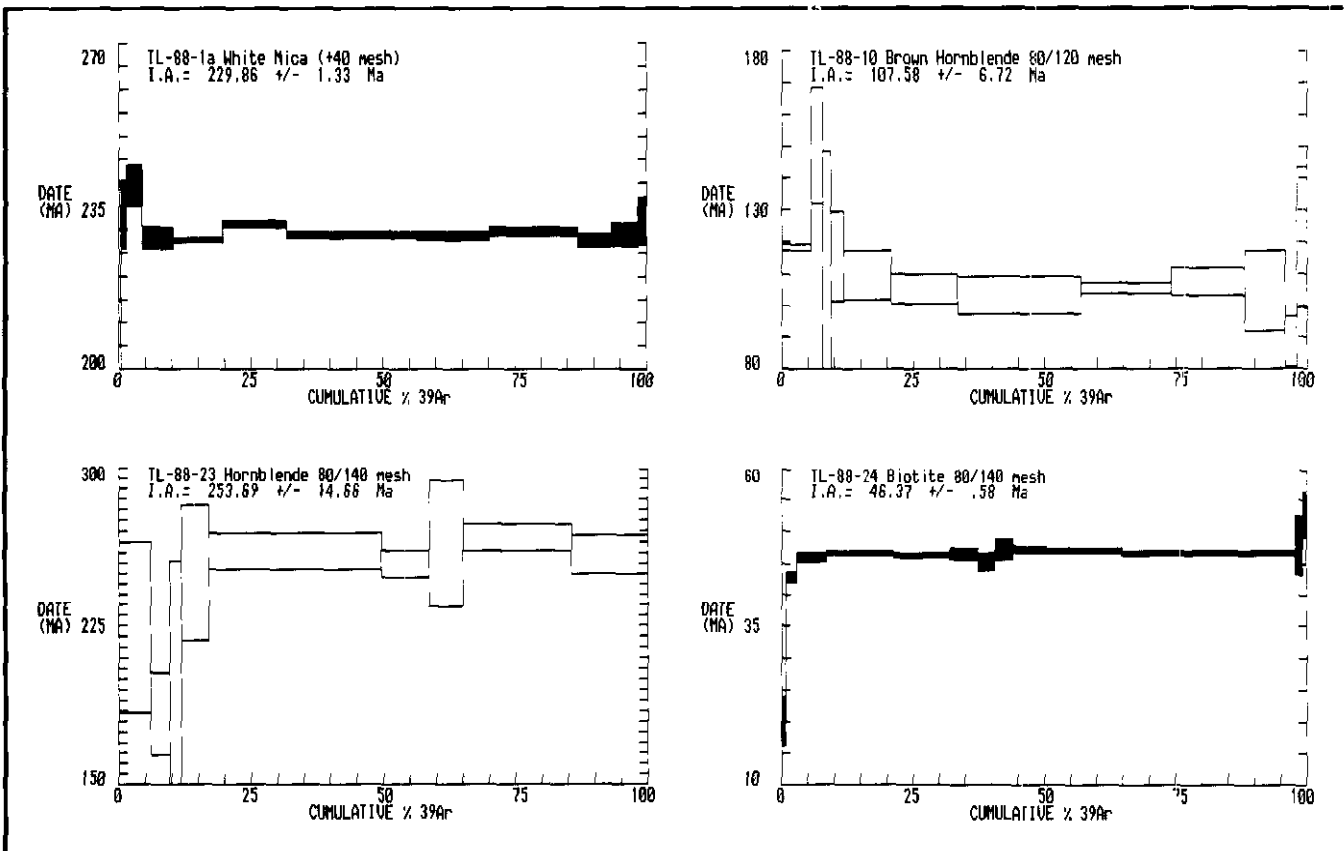 TL-88-1a White Mica (+40 mesh)
I.A.= 229.86 +/- 1.33 Ma
270
235
200
DATE
(MA)
0 25 50 75 100
CUMULATIVE % 39Ar
TL-88-10 Brown Hornblende 80/120 mesh
I.A.= 107.58 +/- 6.72 Ma
180
130
80
DATE
(MA)
0 25 50 75 100
CUMULATIVE % 39Ar
TL-88-23 Hornblende 80/140 mesh
I.A.= 253.69 +/- 14.66 Ma
300
225
150
DATE
(MA)
0 25 50 75 100
CUMULATIVE % 39Ar
TL-88-24 Biotite 80/140 mesh
I.A.= 46.37 +/- .58 Ma
60
35
10
DATE
(MA)
0 25 50 75 100
CUMULATIVE % 39Ar